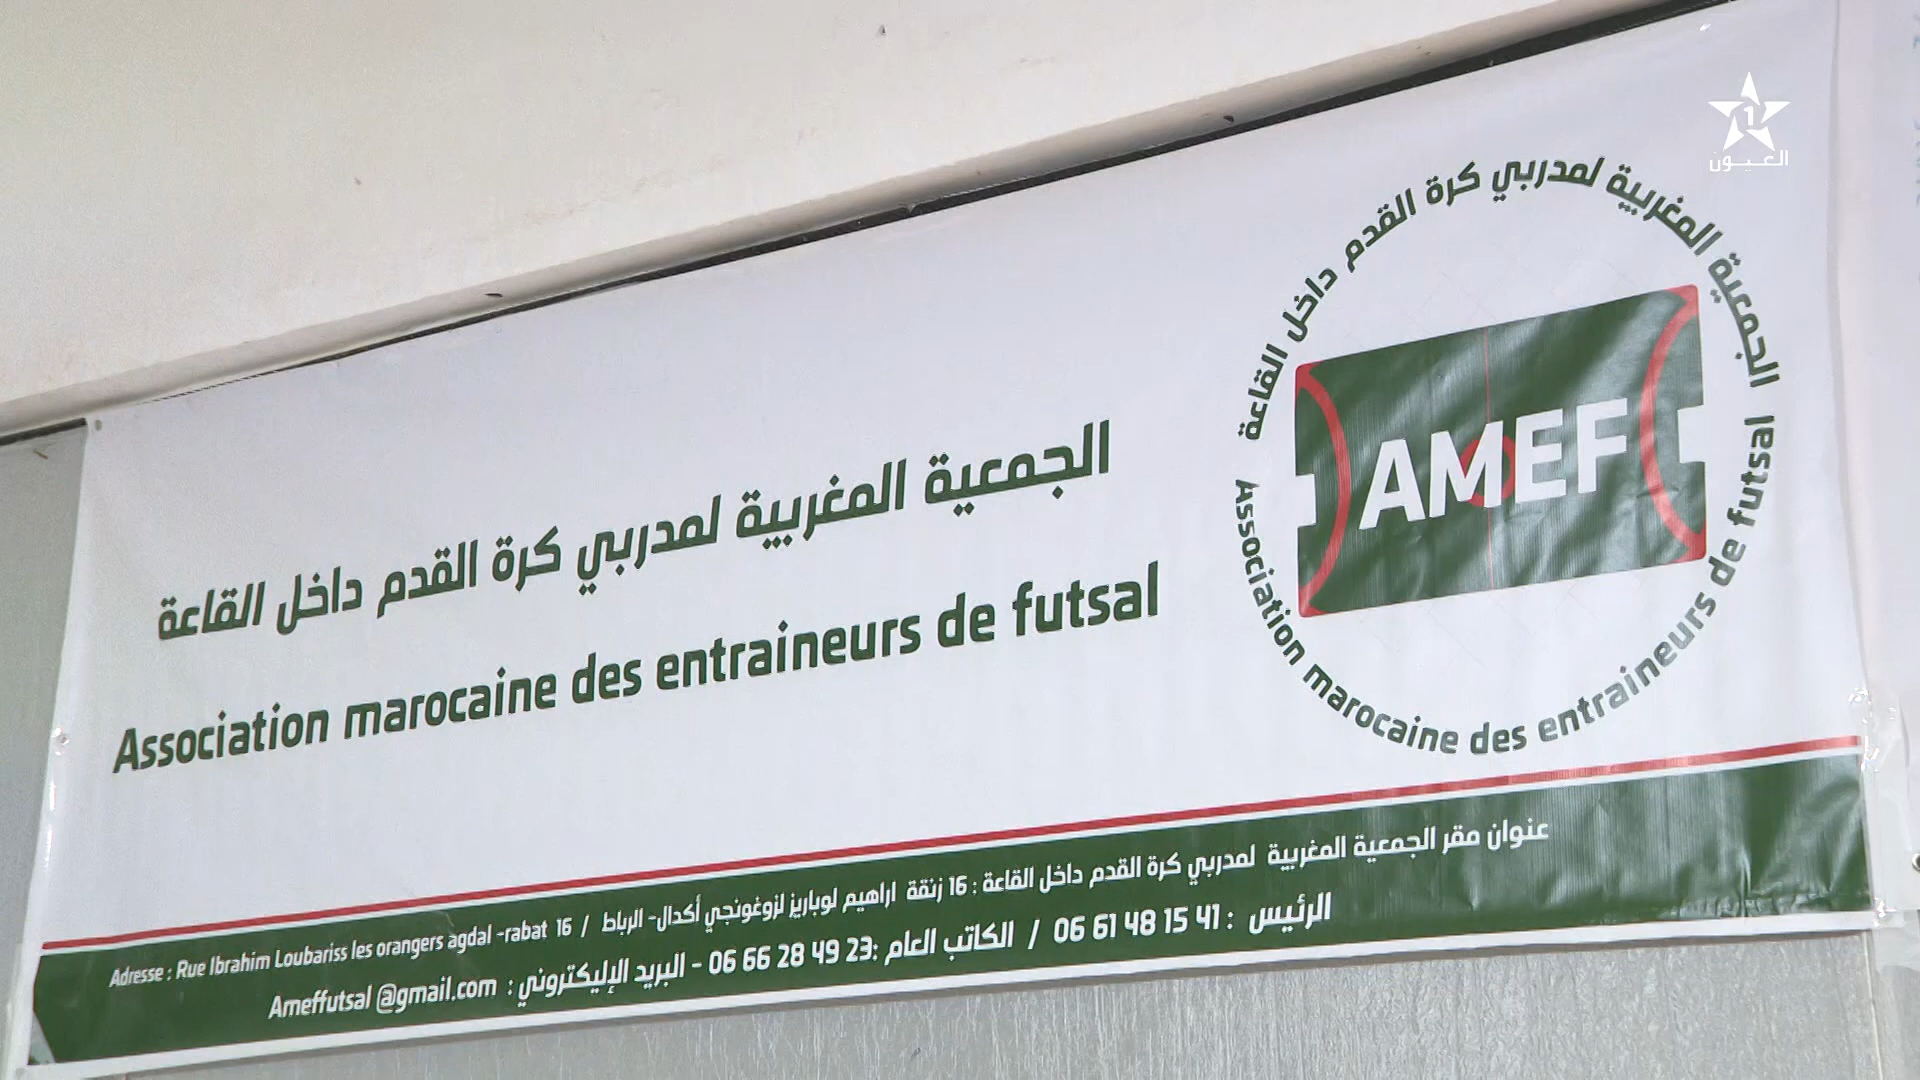 العيون
الجمعية المغربية لمدربي كرة القدم داخل القاعة
AMEF
Association marocaine des entraineurs de futsal
الجمعية المغربية لمدربي كرة القدم داخل القاعة
Association marocaine des entraineurs de futsal
عنوان مقر الجمعية المغربية لمدربي كرة القدم داخل القاعة : 16 زنقة اراهيم لوباريز لزوغونجي أكدال- الرباط / Adresse : Rue Ibrahim Loubariss les orangers agdal -rabat 16
الرئيس : 06 61 48 15 41 / الكاتب العام :06 66 28 49 23 - البريد الإليكتروني : Ameffutsal @gmail.com